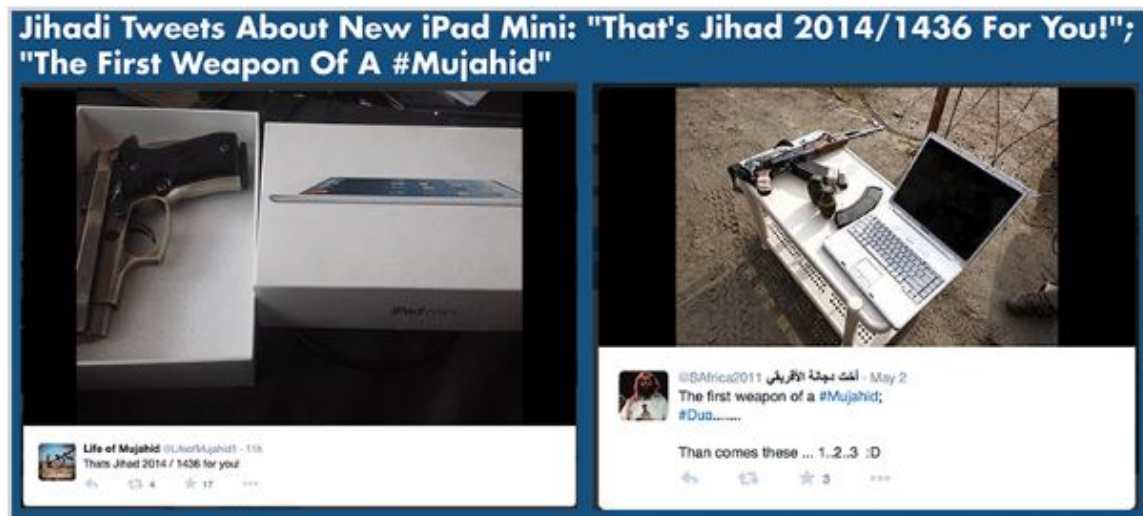 Jihadi Tweets About New iPad Mini: "That's Jihad 2014/1436 For You!";
"The First Weapon Of A #Mujahid"
iPad mini
Life of Mujahid @LifeofMujahid1 · 11h
Thats Jihad 2014 / 1436 for you!
4 17
@SAfrica2011 أخت دجانة الأفريقي · May 2
The first weapon of a #Mujahid;
#Dua.......
Than comes these ... 1..2..3 :D
3